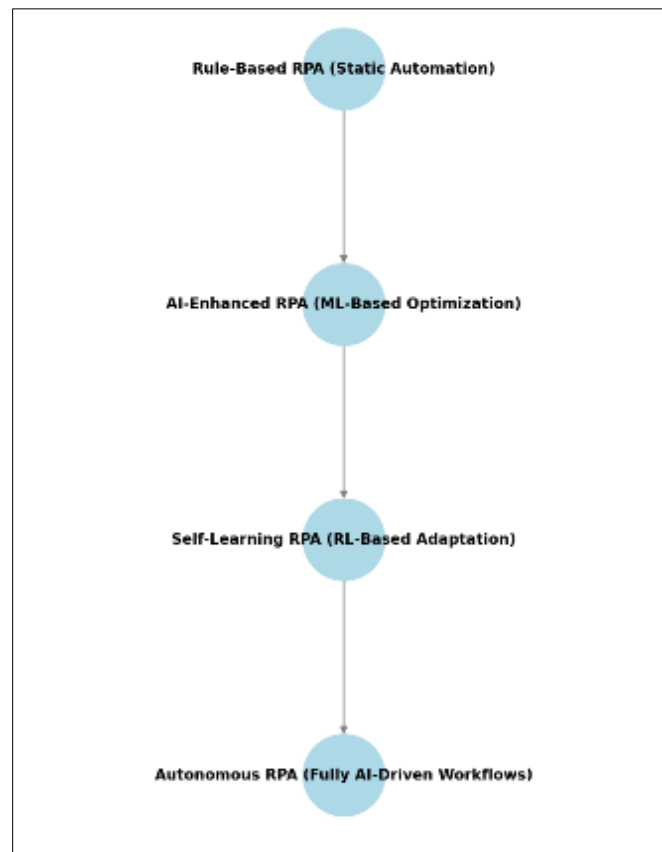 Rule-Based RPA (Static Automation)
AI-Enhanced RPA (ML-Based Optimization)
Self-Learning RPA (RL-Based Adaptation)
Autonomous RPA (Fully AI-Driven Workflows)